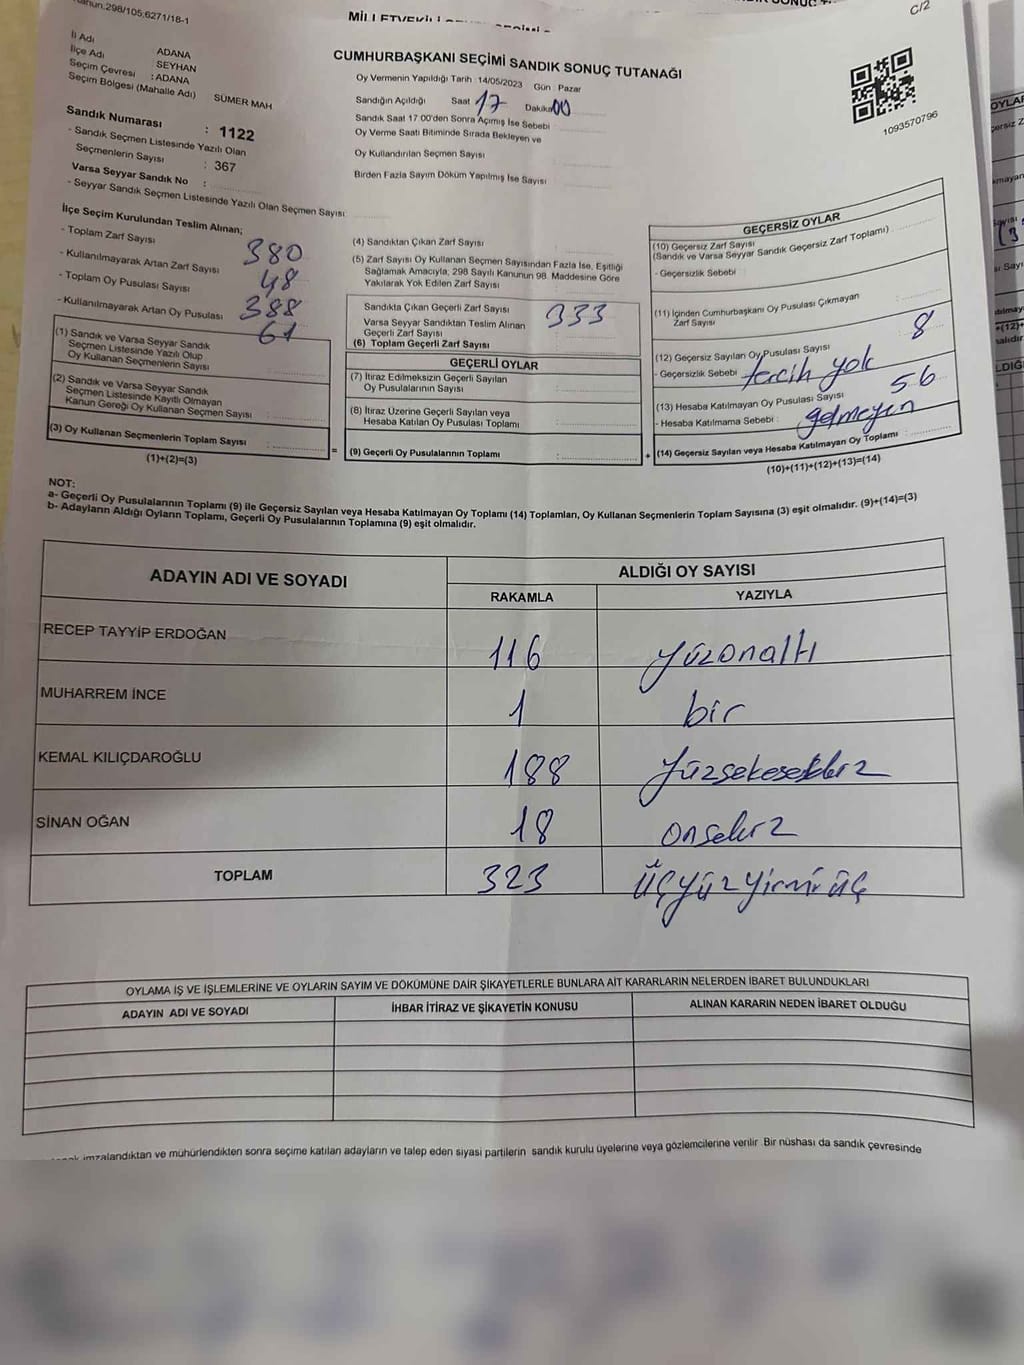 298/105,6271/18-1
C/2
CUMHURBAŞKANI SEÇİMİ SANDIK SONUÇ TUTANAĞI
İl Adı : ADANA
İlçe Adı : SEYHAN
Seçim Çevresi : ADANA
Seçim Bölgesi (Mahalle Adı) SÜMER MAH
Sandık Numarası : 1122
- Sandık Seçmen Listesinde Yazılı Olan
Seçmenlerin Sayısı : 367
Varsa Seyyar Sandık No :
- Seyyar Sandık Seçmen Listesinde Yazılı Olan Seçmen Sayısı:
Oy Vermenin Yapıldığı Tarih : 14/05/2023 Gün : Pazar
Sandığın Açıldığı Saat 17 Dakika 00
Sandık Saat 17 00'den Sonra Açımış İse Sebebi
Oy Verme Saati Bitiminde Sırada Bekleyen ve
Oy Kullandırılan Seçmen Sayısı
Birden Fazla Sayım Döküm Yapılmış İse Sayısı
1093570796
İlçe Seçim Kurulundan Teslim Alınan;
- Toplam Zarf Sayısı 380
- Kullanılmayarak Artan Zarf Sayısı 48
- Toplam Oy Pusulası Sayısı 388
- Kullanılmayarak Artan Oy Pusulası 61
(1) Sandık ve Varsa Seyyar Sandık
Seçmen Listesinde Yazılı Olup
Oy Kullanan Seçmenlerin Sayısı :
(2) Sandık ve Varsa Seyyar Sandık
Seçmen Listesinde Kayıtlı Olmayan
Kanun Gereği Oy Kullanan Seçmen Sayısı :
(3) Oy Kullanan Seçmenlerin Toplam Sayısı :
(1)+(2)=(3)
(4) Sandıktan Çıkan Zarf Sayısı
(5) Zarf Sayısı Oy Kullanan Seçmen Sayısından Fazla İse, Eşitliği
Sağlamak Amacıyla, 298 Sayılı Kanunun 98. Maddesine Göre
Yakılarak Yok Edilen Zarf Sayısı
Sandıkta Çıkan Geçerli Zarf Sayısı 333
Varsa Seyyar Sandıktan Teslim Alınan
Geçerli Zarf Sayısı
(6) Toplam Geçerli Zarf Sayısı
GEÇERLİ OYLAR
(7) İtiraz Edilmeksizin Geçerli Sayılan
Oy Pusulalarının Sayısı
(8) İtiraz Üzerine Geçerli Sayılan veya
Hesaba Katılan Oy Pusulası Toplamı
= (9) Geçerli Oy Pusulalarının Toplamı
GEÇERSİZ OYLAR
(10) Geçersiz Zarf Sayısı
(Sandık ve Varsa Seyyar Sandık Geçersiz Zarf Toplamı)
- Geçersizlik Sebebi
(11) İçinden Cumhurbaşkanı Oy Pusulası Çıkmayan
Zarf Sayısı
(12) Geçersiz Sayılan Oy Pusulası Sayısı 8
- Geçersizlik Sebebi tercih yok
(13) Hesaba Katılmayan Oy Pusulası Sayısı 56
- Hesaba Katılmama Sebebi : gelmeyen
+ (14) Geçersiz Sayılan veya Hesaba Katılmayan Oy Toplamı
(10)+(11)+(12)+(13)=(14)
NOT:
a- Geçerli Oy Pusulalarının Toplamı (9) ile Geçersiz Sayılan veya Hesaba Katılmayan Oy Toplamı (14) Toplamları, Oy Kullanan Seçmenlerin Toplam Sayısına (3) eşit olmalıdır. (9)+(14)=(3)
b- Adayların Aldığı Oyların Toplamı, Geçerli Oy Pusulalarının Toplamına (9) eşit olmalıdır.
ADAYIN ADI VE SOYADI ALDIĞI OY SAYISI
RAKAMLA YAZIYLA
RECEP TAYYİP ERDOĞAN 116 yüzonaltı
MUHARREM İNCE 1 bir
KEMAL KILIÇDAROĞLU 188 yüzseksesekiz
SİNAN OĞAN 18 onsekiz
TOPLAM 323 üçyüzyirmiüç
OYLAMA İŞ VE İŞLEMLERİNE VE OYLARIN SAYIM VE DÖKÜMÜNE DAİR ŞİKAYETLERLE BUNLARA AİT KARARLARIN NELERDEN İBARET BULUNDUKLARI
ADAYIN ADI VE SOYADI İHBAR İTİRAZ VE ŞİKAYETİN KONUSU ALINAN KARARIN NEDEN İBARET OLDUĞU
imzalandıktan ve mühürlendikten sonra seçime katılan adayların ve talep eden siyasi partilerin sandık kurulu üyelerine veya gözlemcilerine verilir Bir nüshası da sandık çevresinde